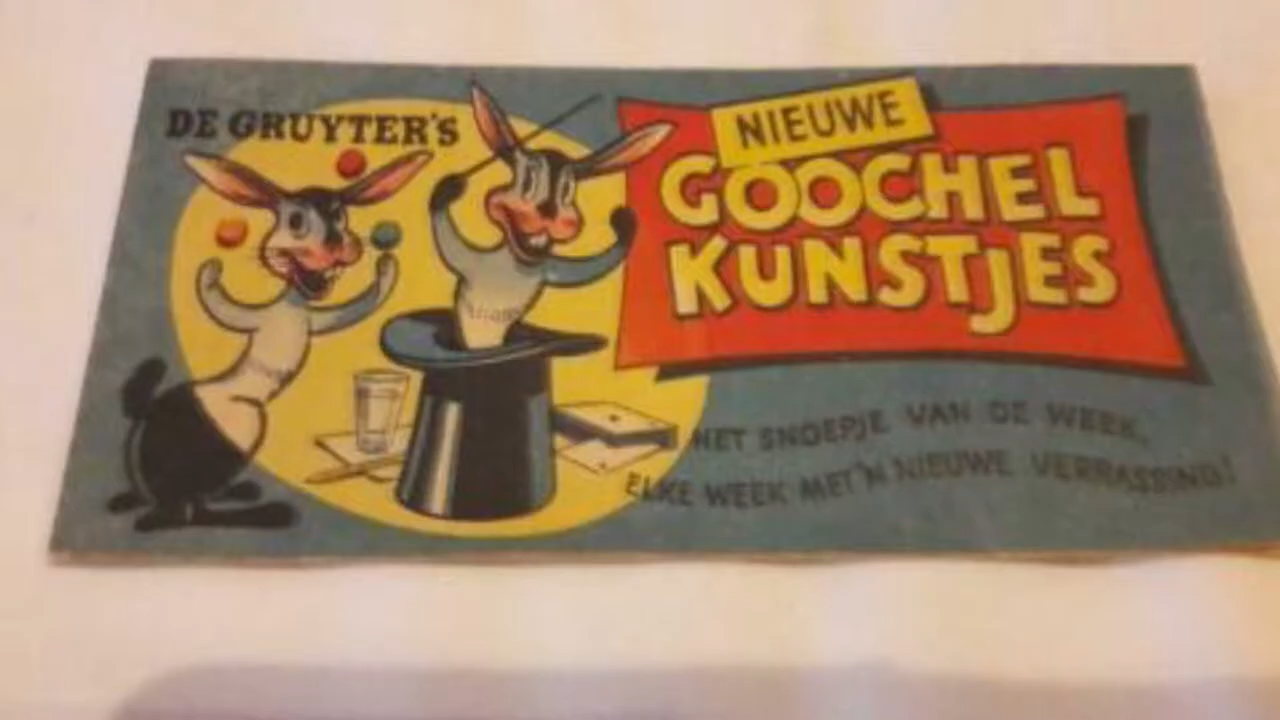 DE GRUYTER'S
NIEUWE
GOOCHEL
KUNSTJES
HET SNOEPJE VAN DE WEEK,
ELKE WEEK MET 'N NIEUWE VERRASSING!